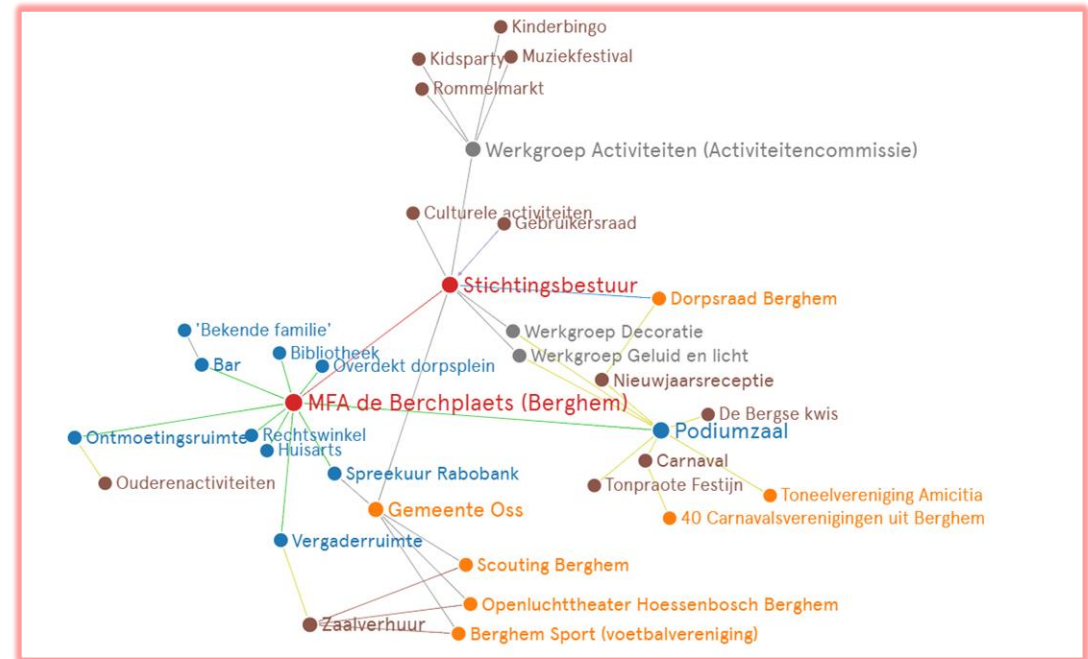 Kinderbingo
Kidsparty
Muziekfestival
Rommelmarkt
Werkgroep Activiteiten (Activiteitencommissie)
Culturele activiteiten
Gebruikersraad
Stichtingsbestuur
Dorpsraad Berghem
'Bekende familie'
Werkgroep Decoratie
Bibliotheek
Werkgroep Geluid en licht
Bar
Overdekt dorpsplein
Nieuwjaarsreceptie
MFA de Berchplaets (Berghem)
De Bergse kwis
Podiumzaal
Ontmoetingsruimte
Rechtswinkel
Huisarts
Carnaval
Spreekuur Rabobank
Ouderenactiviteiten
Tonpraote Festijn
Toneelvereniging Amicitia
Gemeente Oss
40 Carnavalsverenigingen uit Berghem
Vergaderruimte
Scouting Berghem
Openluchttheater Hoessenbosch Berghem
Zaalverhuur
Berghem Sport (voetbalvereniging)